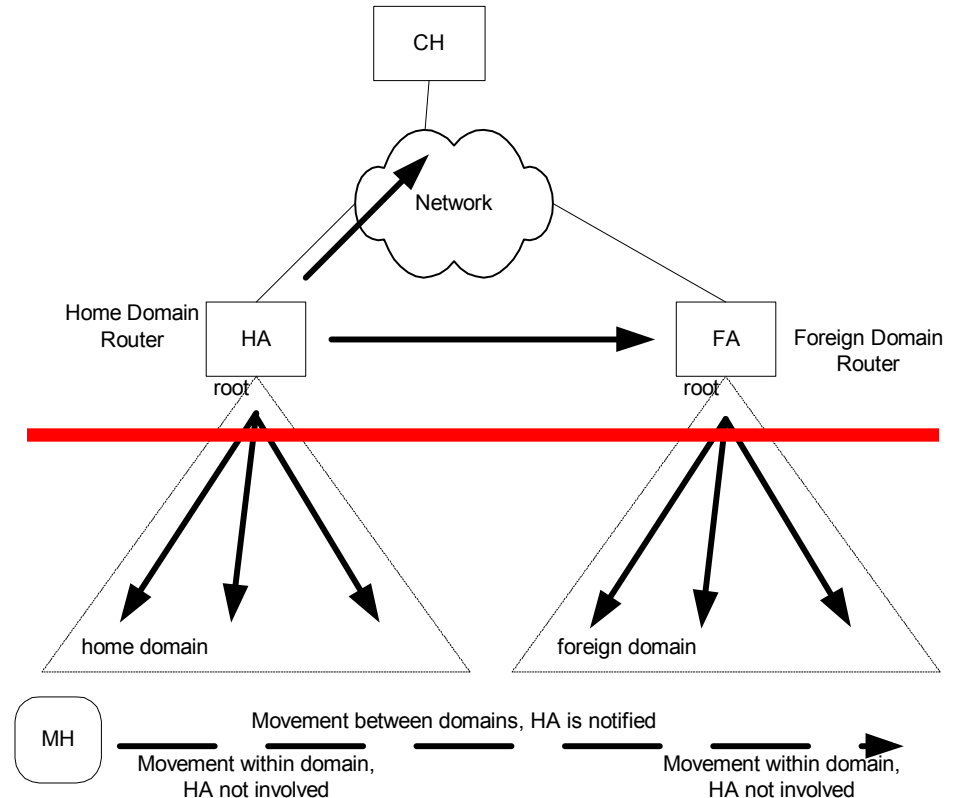 CH
Network
Home Domain
Router
HA
FA
Foreign Domain
Router
root
root
home domain
foreign domain
MH
Movement between domains, HA is notified
Movement within domain,
HA not involved
Movement within domain,
HA not involved